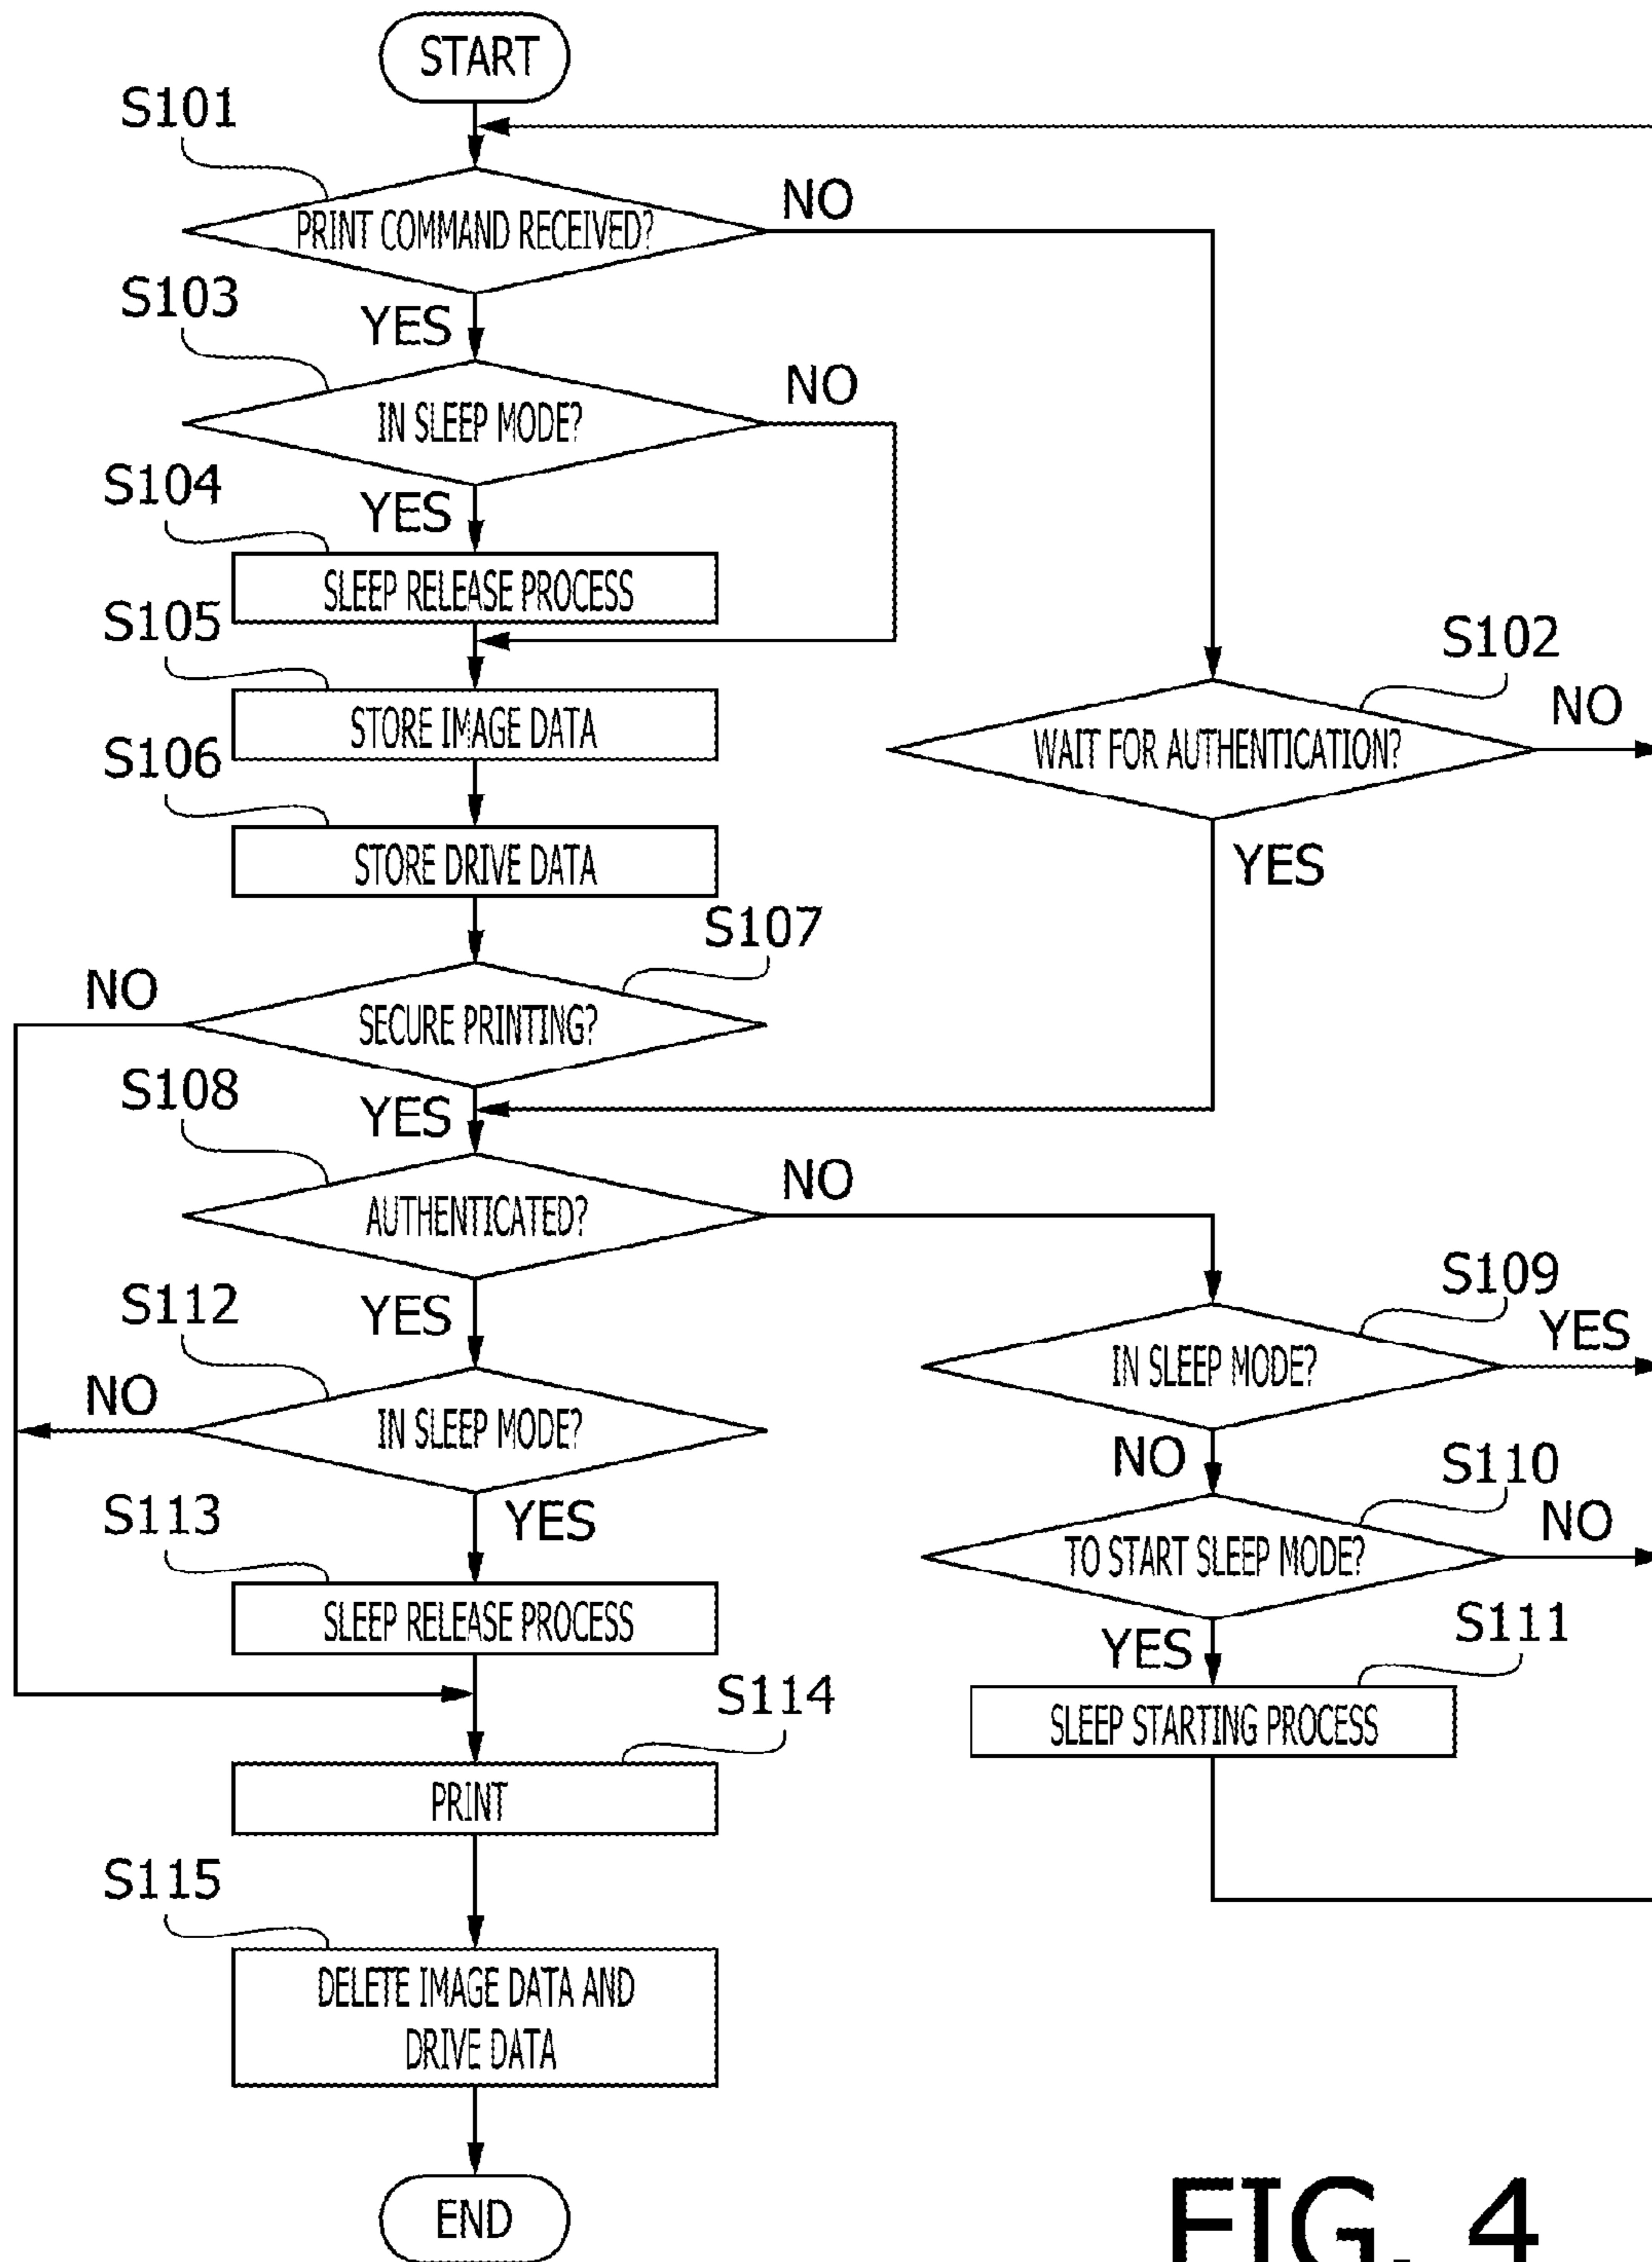 START
S101
PRINT COMMAND RECEIVED?
NO
YES
S103
IN SLEEP MODE?
NO
YES
S104
SLEEP RELEASE PROCESS
S105
STORE IMAGE DATA
S106
STORE DRIVE DATA
S102
WAIT FOR AUTHENTICATION?
NO
YES
S107
SECURE PRINTING?
NO
YES
S108
AUTHENTICATED?
NO
YES
S109
IN SLEEP MODE?
YES
NO
S112
IN SLEEP MODE?
NO
YES
S110
TO START SLEEP MODE?
NO
YES
S113
SLEEP RELEASE PROCESS
S111
SLEEP STARTING PROCESS
S114
PRINT
S115
DELETE IMAGE DATA AND
DRIVE DATA
END
FIG. 4